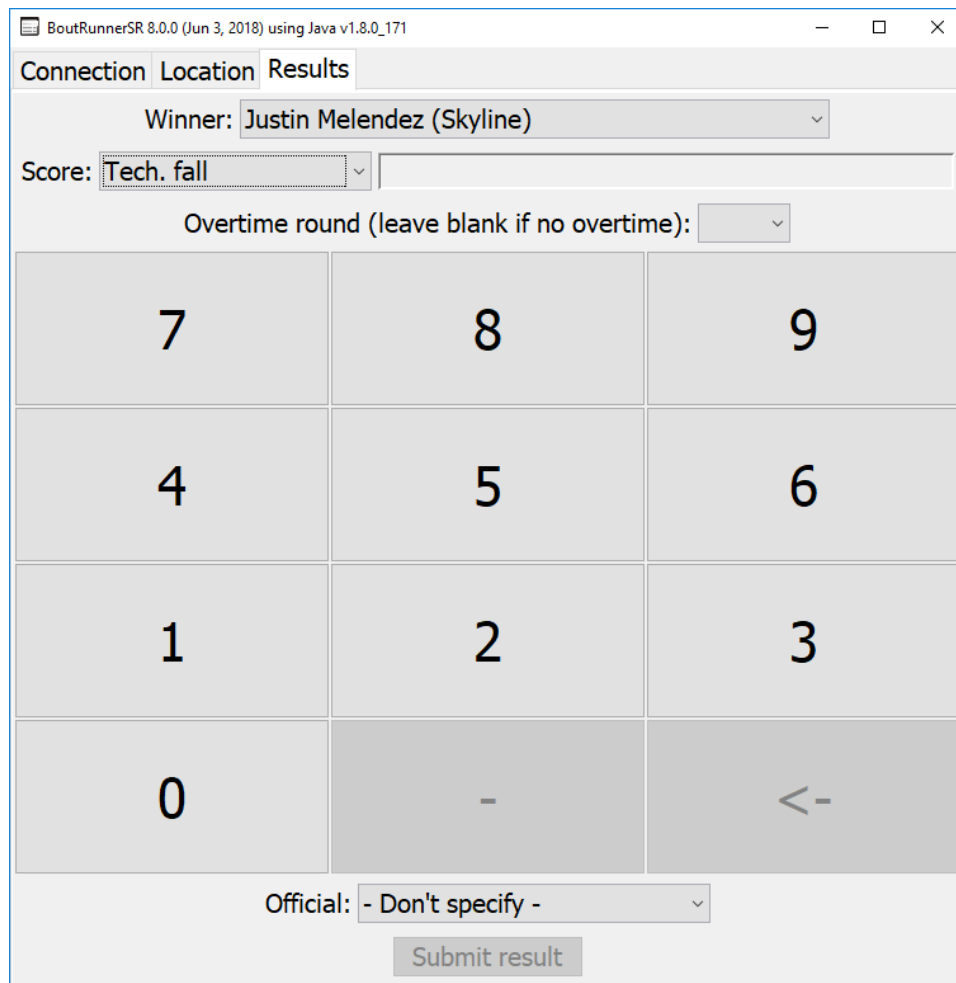 BoutRunnerSR 8.0.0 (Jun 3, 2018) using Java v1.8.0_171
Connection Location Results
Winner: Justin Melendez (Skyline)
Score: Tech. fall
Overtime round (leave blank if no overtime):
7 8 9
4 5 6
1 2 3
0 - <-
Official: - Don't specify -
Submit result